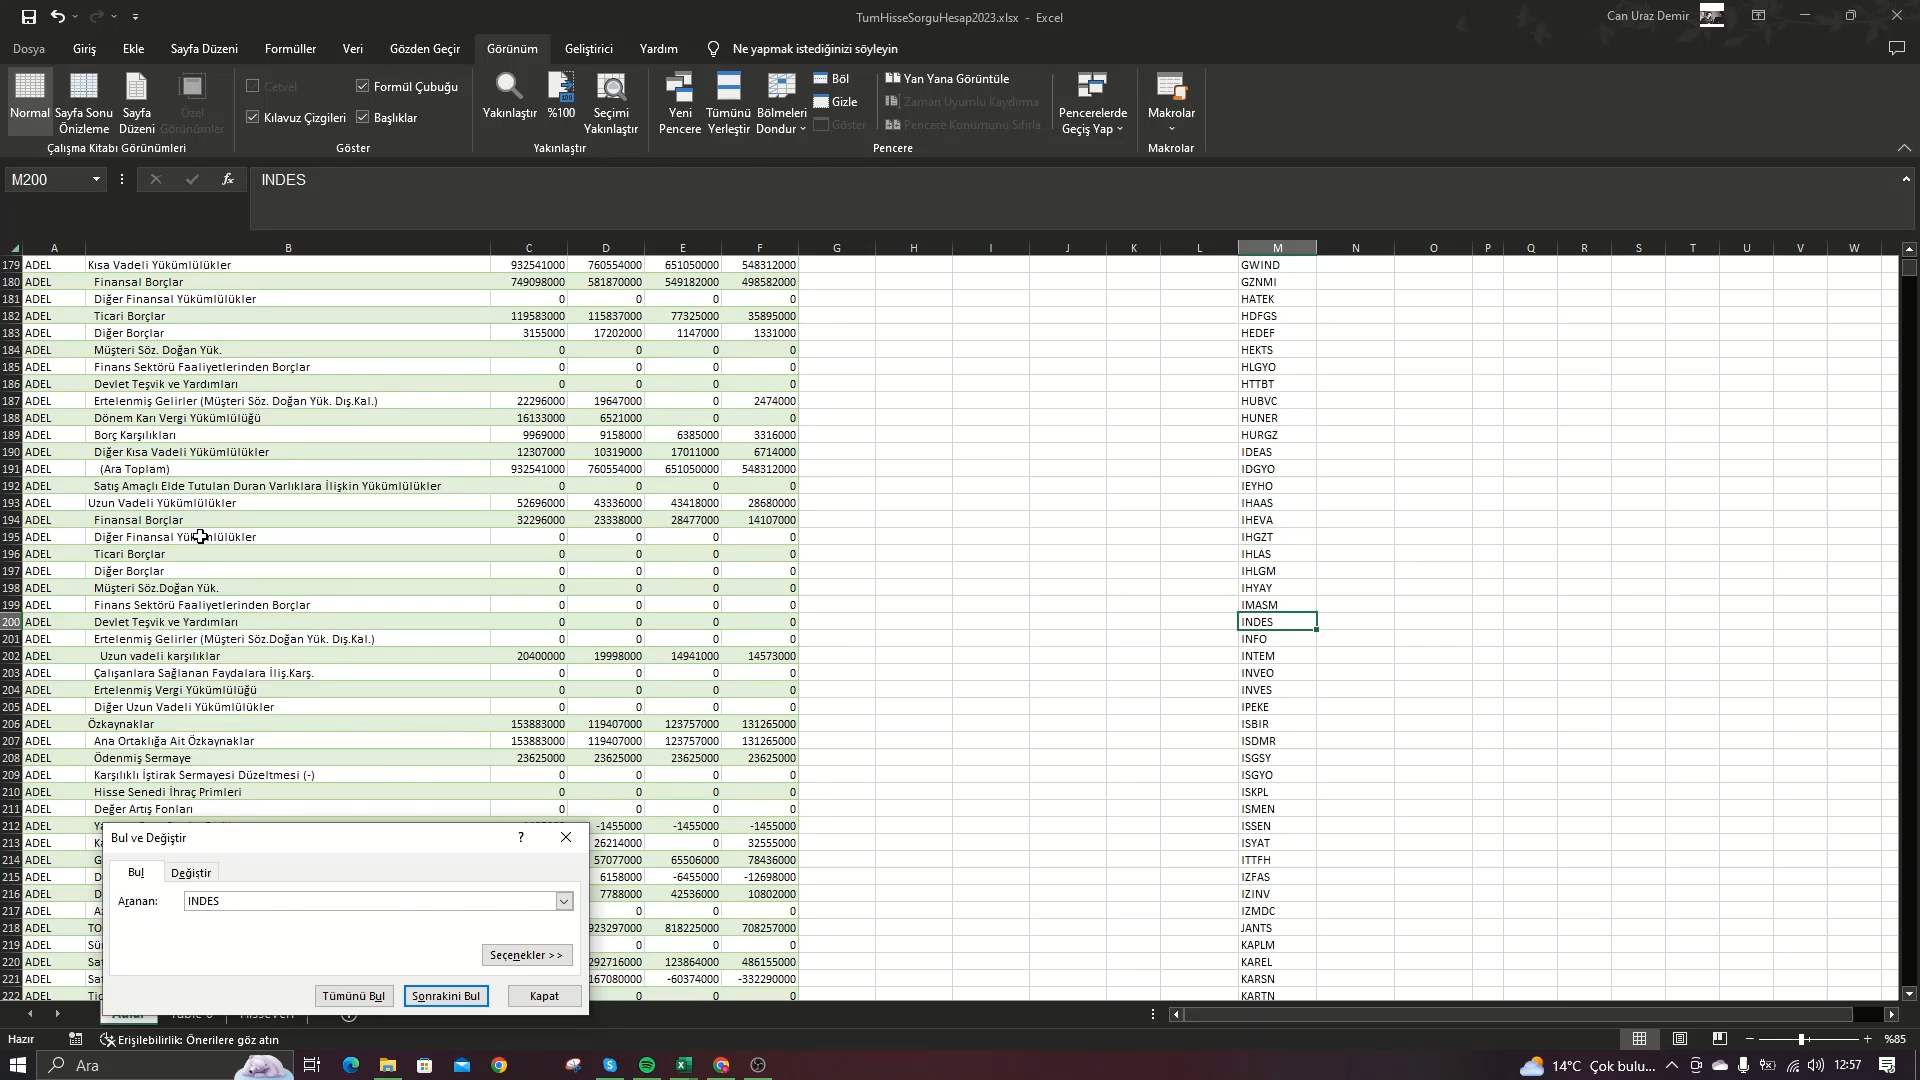 TumHisseSorguHesap2023.xlsx - Excel
Can Uraz Demir
Dosya Giriş Ekle Sayfa Düzeni Formüller Veri Gözden Geçir Görünüm Geliştirici Yardım Ne yapmak istediğinizi söyleyin
Normal
Sayfa Sonu Önizleme
Sayfa Düzeni
Özel Görünümler
Çalışma Kitabı Görünümleri
Cetvel
Formül Çubuğu
Kılavuz Çizgileri
Başlıklar
Göster
Yakınlaştır
%100
Seçimi Yakınlaştır
Yakınlaştır
Yeni Pencere
Tümünü Yerleştir
Bölmeleri Dondur
Böl
Gizle
Göster
Yan Yana Görüntüle
Zaman Uyumlu Kaydırma
Pencere Konumunu Sıfırla
Pencere
Pencerelerde Geçiş Yap
Makrolar
Makrolar
M200 fx INDES
A B C D E F G H I J K L M N O P Q R S T U V W
179 ADEL Kısa Vadeli Yükümlülükler 932541000 760554000 651050000 548312000 GWIND
180 ADEL Finansal Borçlar 749098000 581870000 549182000 498582000 GZNMI
181 ADEL Diğer Finansal Yükümlülükler 0 0 0 0 HATEK
182 ADEL Ticari Borçlar 119583000 115837000 77325000 35895000 HDFGS
183 ADEL Diğer Borçlar 3155000 17202000 1147000 1331000 HEDEF
184 ADEL Müşteri Söz. Doğan Yük. 0 0 0 0 HEKTS
185 ADEL Finans Sektörü Faaliyetlerinden Borçlar 0 0 0 0 HLGYO
186 ADEL Devlet Teşvik ve Yardımları 0 0 0 0 HTTBT
187 ADEL Ertelenmiş Gelirler (Müşteri Söz. Doğan Yük. Dış.Kal.) 22296000 19647000 0 2474000 HUBVC
188 ADEL Dönem Karı Vergi Yükümlülüğü 16133000 6521000 0 0 HUNER
189 ADEL Borç Karşılıkları 9969000 9158000 6385000 3316000 HURGZ
190 ADEL Diğer Kısa Vadeli Yükümlülükler 12307000 10319000 17011000 6714000 IDEAS
191 ADEL (Ara Toplam) 932541000 760554000 651050000 548312000 IDGYO
192 ADEL Satış Amaçlı Elde Tutulan Duran Varlıklara İlişkin Yükümlülükler 0 0 0 0 IEYHO
193 ADEL Uzun Vadeli Yükümlülükler 52696000 43336000 43418000 28680000 IHAAS
194 ADEL Finansal Borçlar 32296000 23338000 28477000 14107000 IHEVA
195 ADEL Diğer Finansal Yükümlülükler 0 0 0 0 IHGZT
196 ADEL Ticari Borçlar 0 0 0 0 IHLAS
197 ADEL Diğer Borçlar 0 0 0 0 IHLGM
198 ADEL Müşteri Söz.Doğan Yük. 0 0 0 0 IHYAY
199 ADEL Finans Sektörü Faaliyetlerinden Borçlar 0 0 0 0 IMASM
200 ADEL Devlet Teşvik ve Yardımları 0 0 0 0 INDES
201 ADEL Ertelenmiş Gelirler (Müşteri Söz.Doğan Yük. Dış.Kal.) 0 0 0 0 INFO
202 ADEL Uzun vadeli karşılıklar 20400000 19998000 14941000 14573000 INTEM
203 ADEL Çalışanlara Sağlanan Faydalara İliş.Karş. 0 0 0 0 INVEO
204 ADEL Ertelenmiş Vergi Yükümlülüğü 0 0 0 0 INVES
205 ADEL Diğer Uzun Vadeli Yükümlülükler 0 0 0 0 IPEKE
206 ADEL Özkaynaklar 153883000 119407000 123757000 131265000 ISBIR
207 ADEL Ana Ortaklığa Ait Özkaynaklar 153883000 119407000 123757000 131265000 ISDMR
208 ADEL Ödenmiş Sermaye 23625000 23625000 23625000 23625000 ISGSY
209 ADEL Karşılıklı İştirak Sermayesi Düzeltmesi (-) 0 0 0 0 ISGYO
210 ADEL Hisse Senedi İhraç Primleri 0 0 0 0 ISKPL
211 ADEL Değer Artış Fonları 0 0 0 0 ISMEN
212 ADEL -1455000 -1455000 -1455000 ISSEN
213 ADEL 26214000 0 32555000 ISYAT
214 ADEL 57077000 65506000 78436000 ITTFH
215 ADEL 6158000 -6455000 -12698000 IZFAS
216 ADEL 7788000 42536000 10802000 IZINV
217 ADEL 0 0 0 IZMDC
218 ADEL TO 923297000 818225000 708257000 JANTS
219 ADEL 0 0 0 KAPLM
220 ADEL Sat 292716000 123864000 486155000 KAREL
221 ADEL Sat 167080000 -60374000 -332290000 KARSN
222 ADEL Tic 0 0 0 KARTN
Bul ve Değiştir ?
Bul Değiştir
Aranan: INDES
Seçenekler >>
Tümünü Bul Sonrakini Bul Kapat
Hazır Erişilebilirlik: Önerilere göz atın %85
Ara 14°C Çok bulu... 12:57